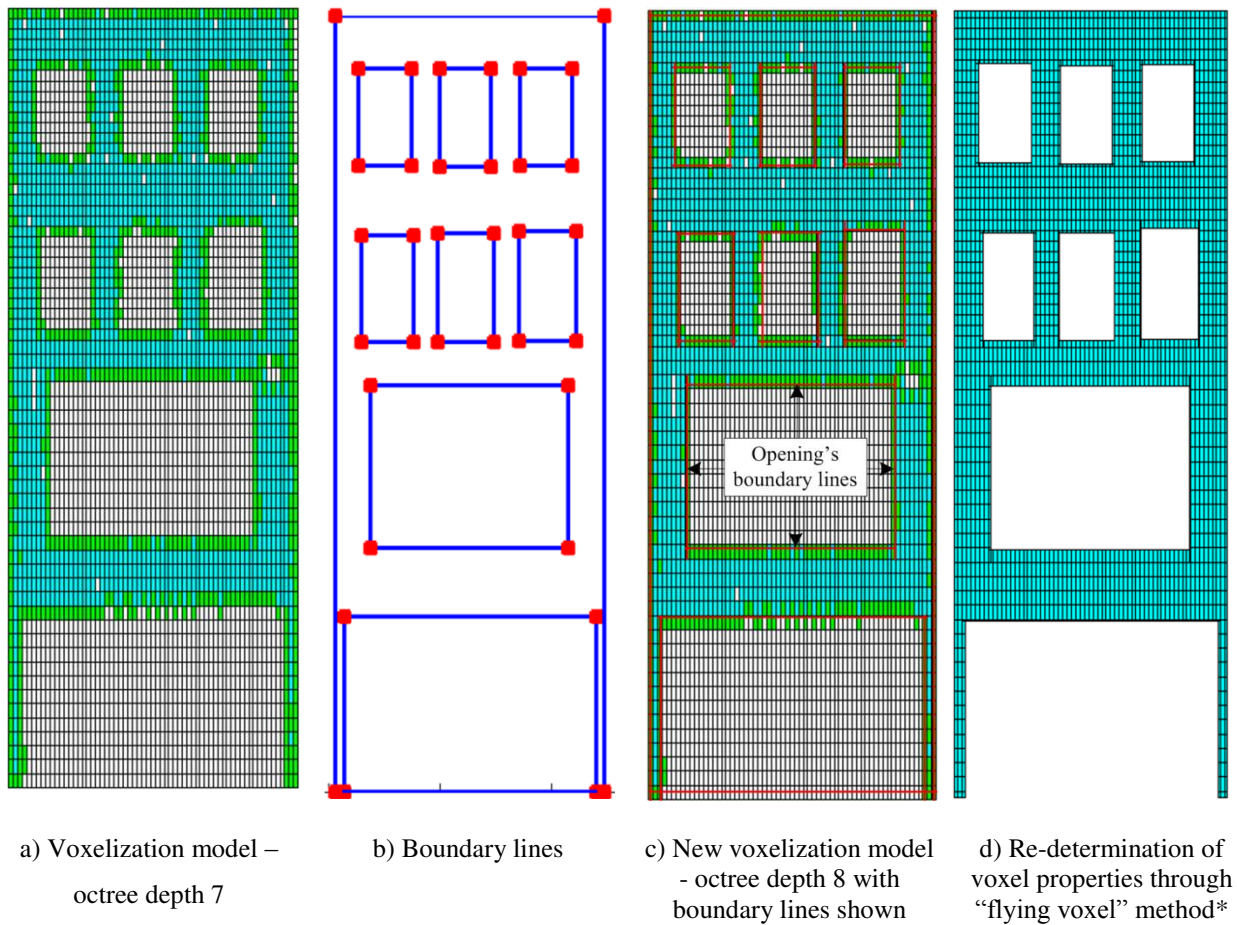 Opening's
boundary lines
a) Voxelization model –
octree depth 7
b) Boundary lines
c) New voxelization model
- octree depth 8 with
boundary lines shown
d) Re-determination of
voxel properties through
“flying voxel” method*